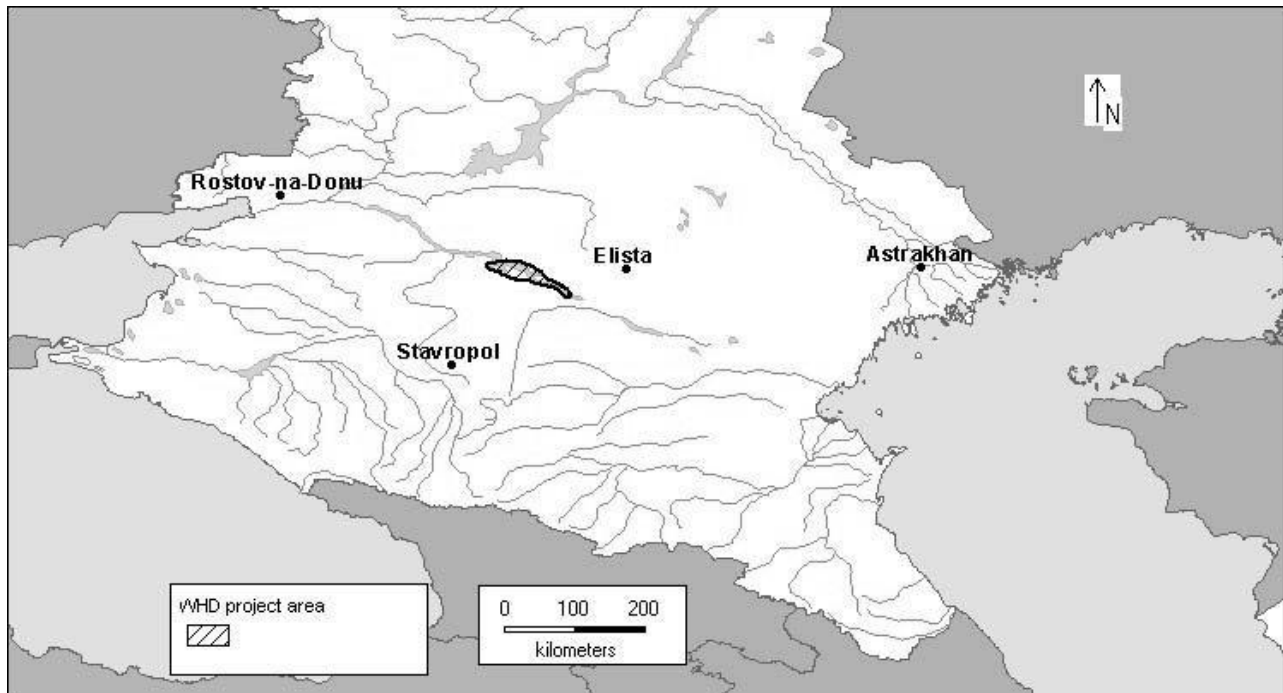 N
Rostov-na-Donu
Elista
Astrakhan
Stavropol
WHD project area
0 100 200
kilometers